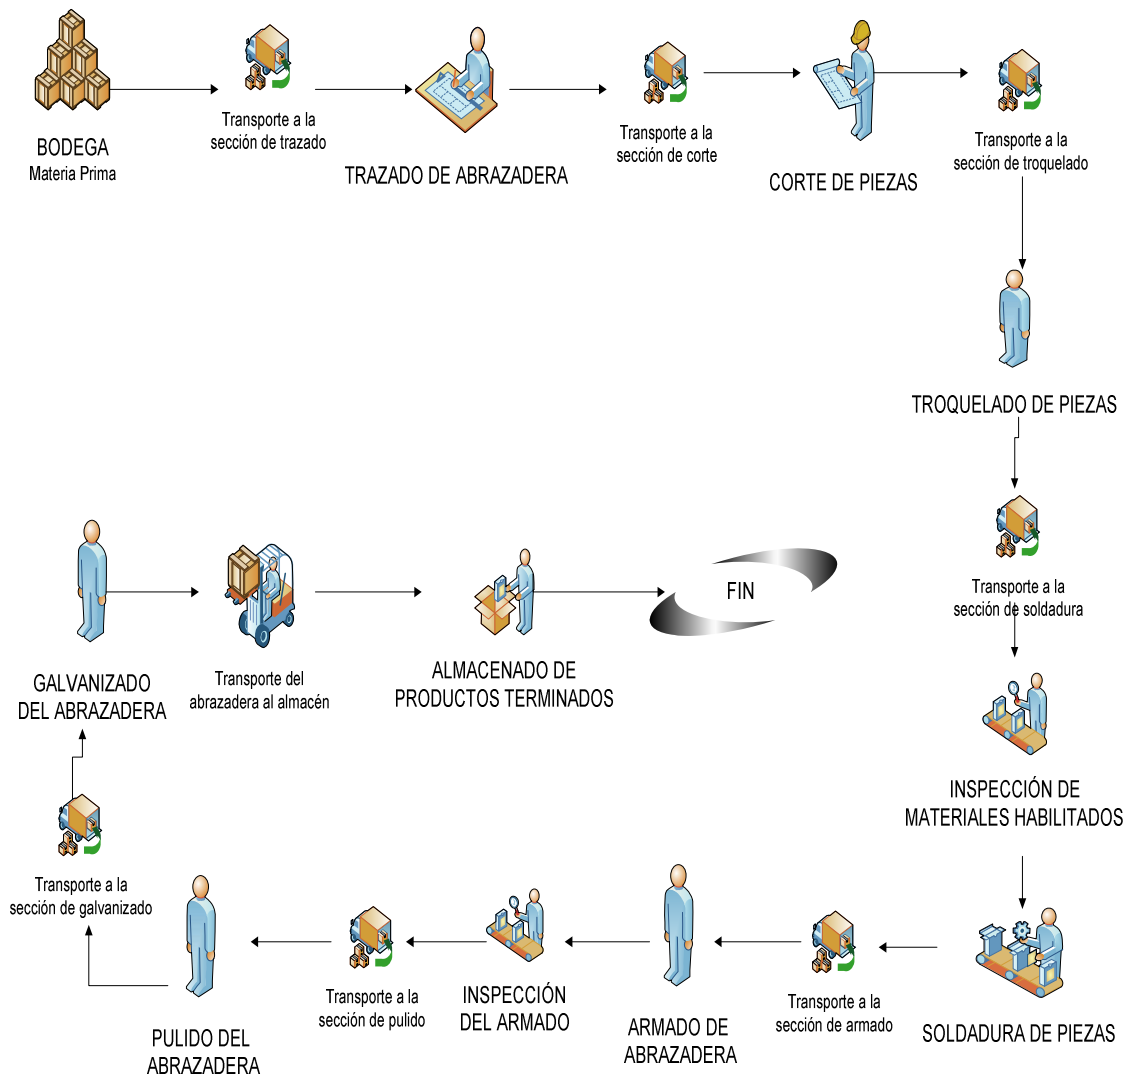 BODEGA
Materia Prima
Transporte a la
sección de trazado
TRAZADO DE ABRAZADERA
Transporte a la
sección de corte
CORTE DE PIEZAS
Transporte a la
sección de troquelado
TROQUELADO DE PIEZAS
Transporte a la
sección de soldadura
INSPECCIÓN DE
MATERIALES HABILITADOS
SOLDADURA DE PIEZAS
Transporte a la
sección de armado
ARMADO DE
ABRAZADERA
INSPECCIÓN
DEL ARMADO
Transporte a la
sección de pulido
PULIDO DEL
ABRAZADERA
Transporte a la
sección de galvanizado
GALVANIZADO
DEL ABRAZADERA
Transporte del
abrazadera al almacén
ALMACENADO DE
PRODUCTOS TERMINADOS
FIN